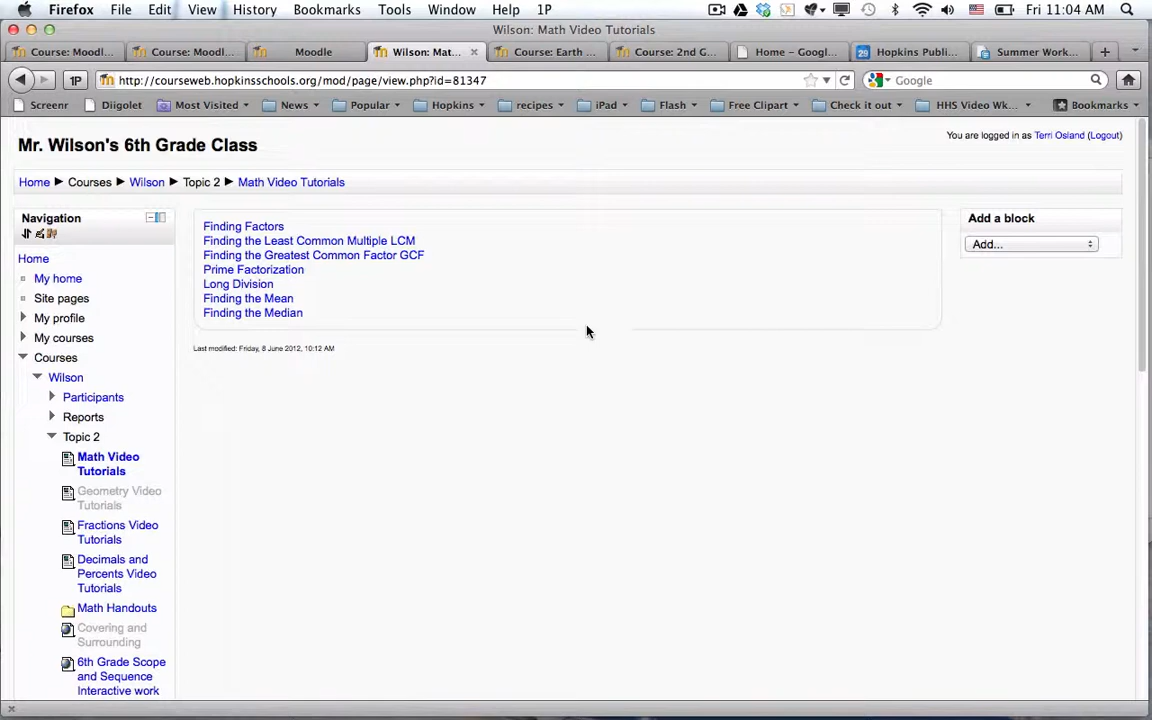 Firefox File Edit View History Bookmarks Tools Window Help 1P Fri 11:04 AM
Wilson: Math Video Tutorials
Course: Moodl... Course: Moodl... Moodle Wilson: Mat... Course: Earth ... Course: 2nd G... Home – Googl... 29 Hopkins Publi... Summer Work...
1P http://courseweb.hopkinsschools.org/mod/page/view.php?id=81347 Google
Screenr Diigolet Most Visited News Popular Hopkins recipes iPad Flash Free Clipart Check it out HHS Video Wk... Bookmarks
You are logged in as Terri Osland (Logout)
Mr. Wilson's 6th Grade Class
Home ► Courses ► Wilson ► Topic 2 ► Math Video Tutorials
Navigation
Home
My home
Site pages
My profile
My courses
Courses
Wilson
Participants
Reports
Topic 2
Math Video
Tutorials
Geometry Video
Tutorials
Fractions Video
Tutorials
Decimals and
Percents Video
Tutorials
Math Handouts
Covering and
Surrounding
6th Grade Scope
and Sequence
Interactive work
Finding Factors
Finding the Least Common Multiple LCM
Finding the Greatest Common Factor GCF
Prime Factorization
Long Division
Finding the Mean
Finding the Median
Last modified: Friday, 8 June 2012, 10:12 AM
Add a block
Add...